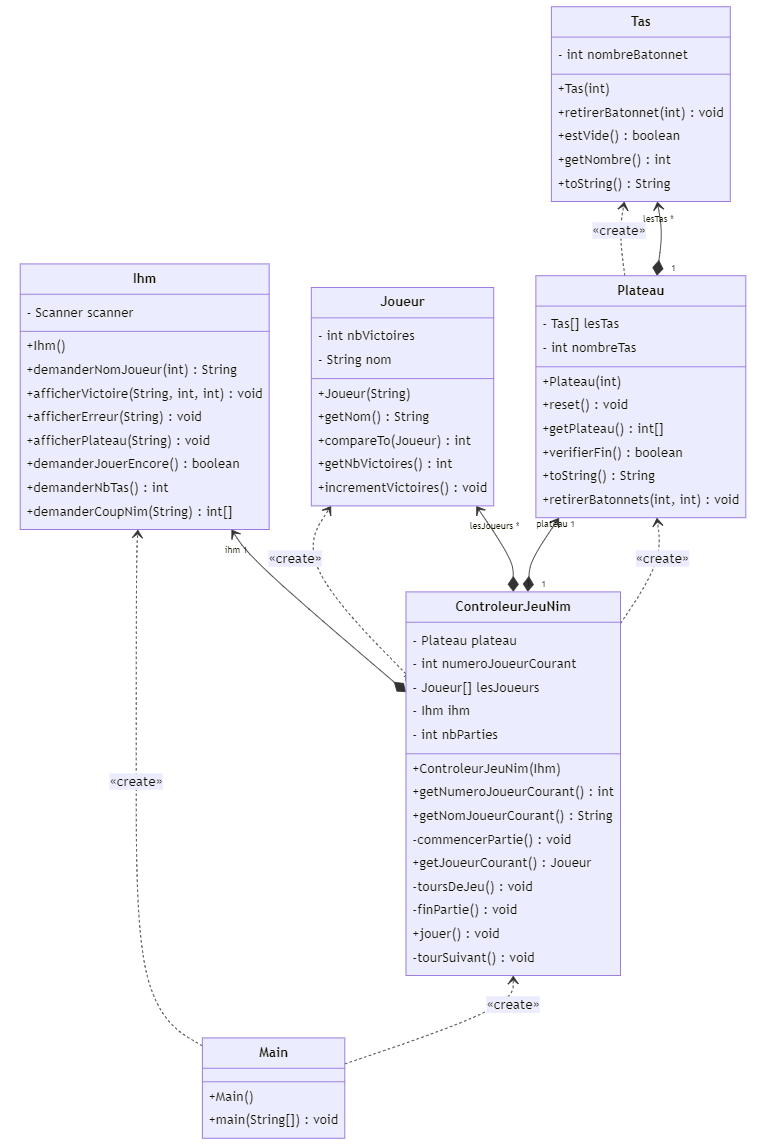 Tas
- int nombreBatonnet
+Tas(int)
+retirerBatonnet(int) : void
+estVide() : boolean
+getNombre() : int
+toString() : String
lesTas *
«create»
1
Ihm
- Scanner scanner
+Ihm()
+demanderNomJoueur(int) : String
+afficherVictoire(String, int, int) : void
+afficherErreur(String) : void
+afficherPlateau(String) : void
+demanderJouerEncore() : boolean
+demanderNbTas() : int
+demanderCoupNim(String) : int[]
Joueur
- int nbVictoires
- String nom
+Joueur(String)
+getNom() : String
+compareTo(Joueur) : int
+getNbVictoires() : int
+incrementVictoires() : void
Plateau
- Tas[] lesTas
- int nombreTas
+Plateau(int)
+reset() : void
+getPlateau() : int[]
+verifierFin() : boolean
+toString() : String
+retirerBatonnets(int, int) : void
ihm 1
«create»
lesJoueurs *
plateau 1
«create»
1
ControleurJeuNim
- Plateau plateau
- int numeroJoueurCourant
- Joueur[] lesJoueurs
- Ihm ihm
- int nbParties
+ControleurJeuNim(Ihm)
+getNumeroJoueurCourant() : int
+getNomJoueurCourant() : String
-commencerPartie() : void
+getJoueurCourant() : Joueur
-toursDeJeu() : void
-finPartie() : void
+jouer() : void
-tourSuivant() : void
«create»
«create»
Main
+Main()
+main(String[]) : void